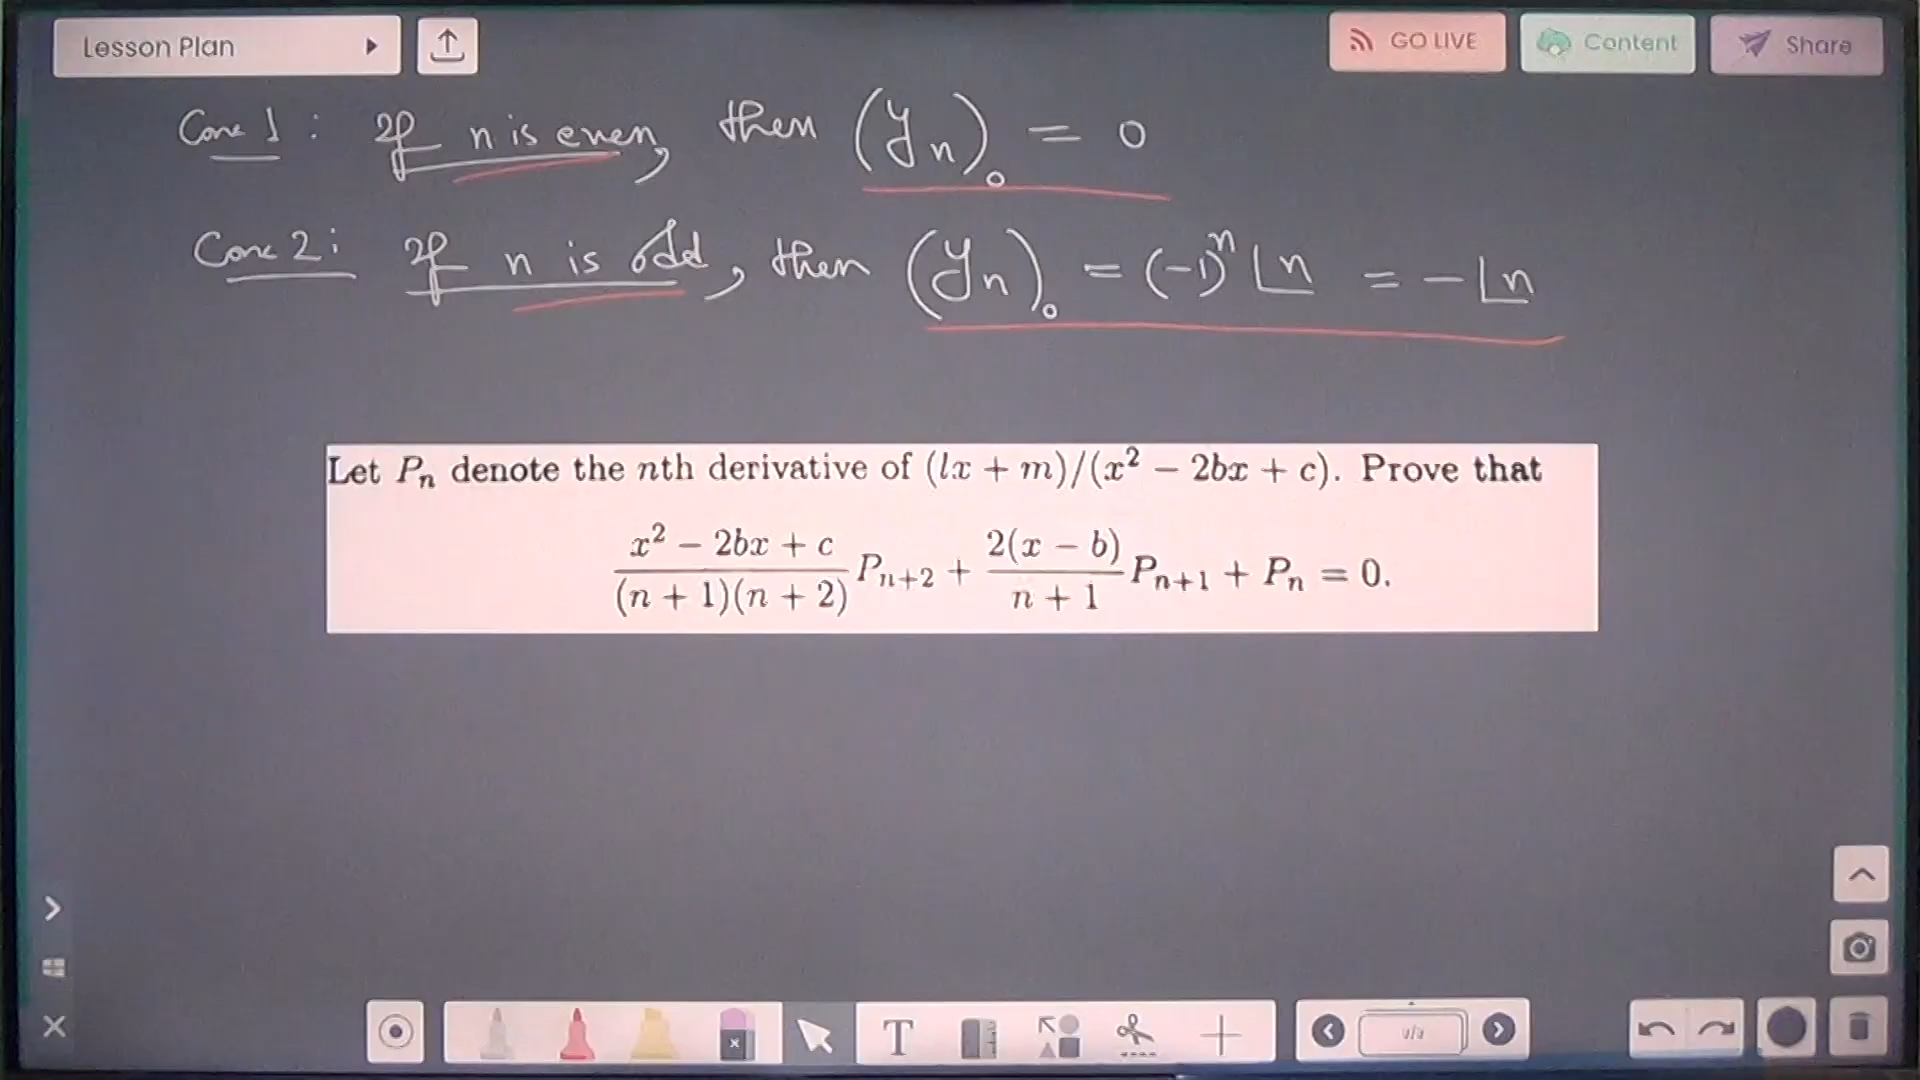 Lesson Plan
GO LIVE
Content
Share
Case 1 : If n is even, then (yₙ)₀ = 0
Case 2 : If n is odd, then (yₙ)₀ = (-1)ⁿ ∟n = -∟n
Let Pₙ denote the nth derivative of (lx + m)/(x² − 2bx + c). Prove that
(x² − 2bx + c)/((n + 1)(n + 2)) Pₙ₊₂ + (2(x − b))/(n + 1) Pₙ₊₁ + Pₙ = 0.
T